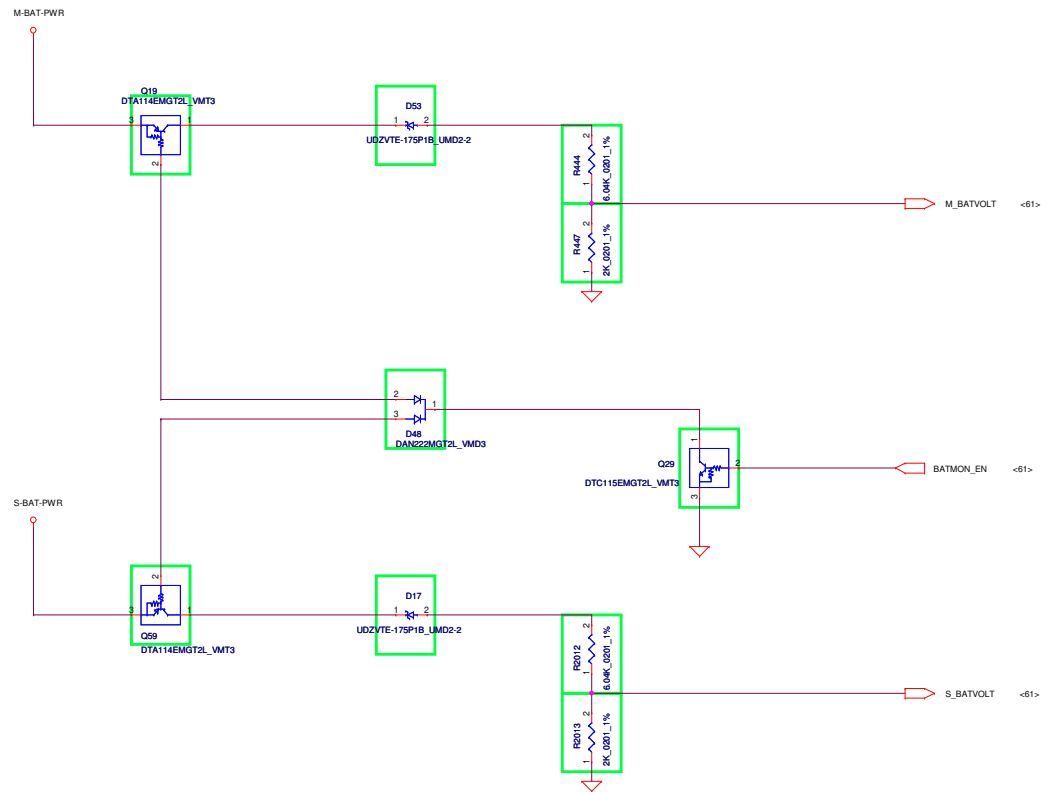 M-BAT-PWR
Q19
DTA114EMGT2L_VMT3
3
1
2
D53
1
2
UDZVTE-175P1B_UMD2-2
2
R444
6.04K_0201_1%
1
M_BATVOLT
<61>
2
R447
2K_0201_1%
1
2
3
1
D48
DAN222MGT2L_VMD3
1
Q29
2
DTC115EMGT2L_VMT3
3
BATMON_EN
<61>
S-BAT-PWR
2
3
1
Q59
DTA114EMGT2L_VMT3
D17
1
2
UDZVTE-175P1B_UMD2-2
2
R2012
6.04K_0201_1%
1
S_BATVOLT
<61>
2
R2013
2K_0201_1%
1